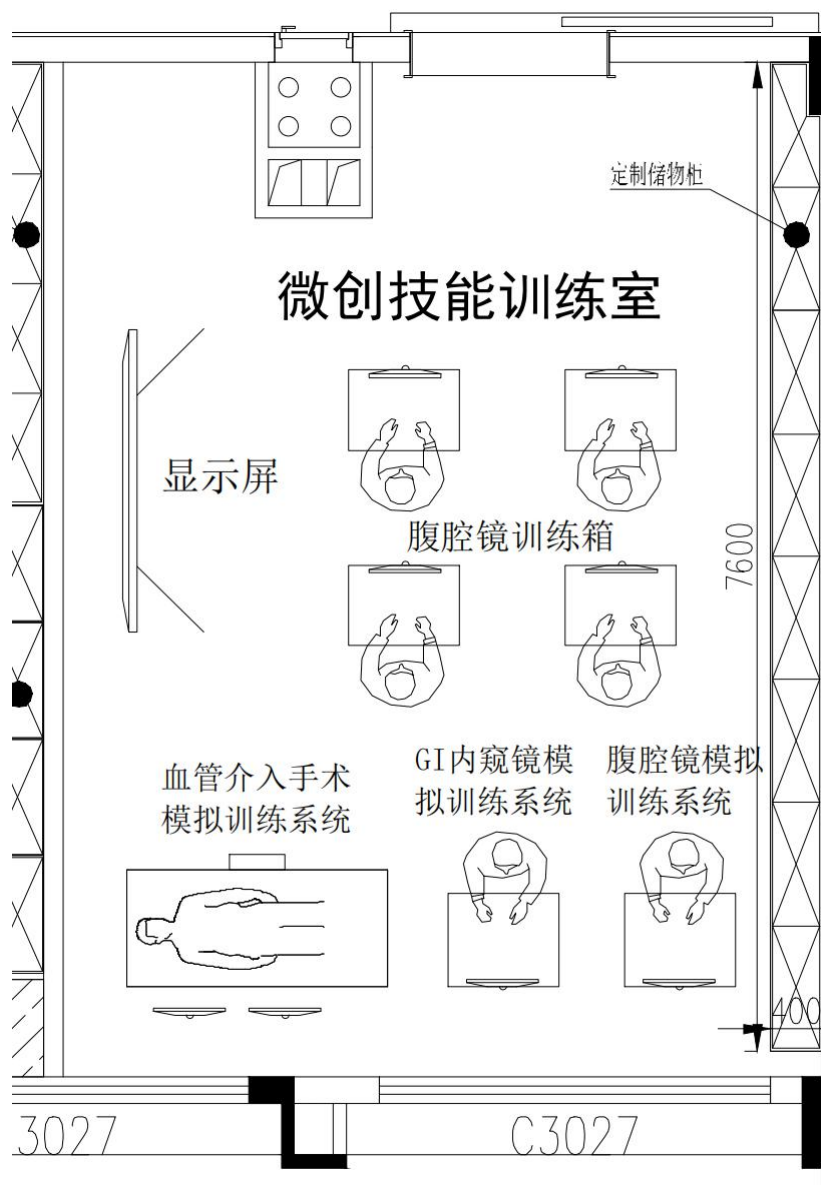 定制储物柜
微创技能训练室
显示屏
腹腔镜训练箱
7600
血管介入手术
模拟训练系统
GI内窥镜模
拟训练系统
腹腔镜模拟
训练系统
400
3027
C3027